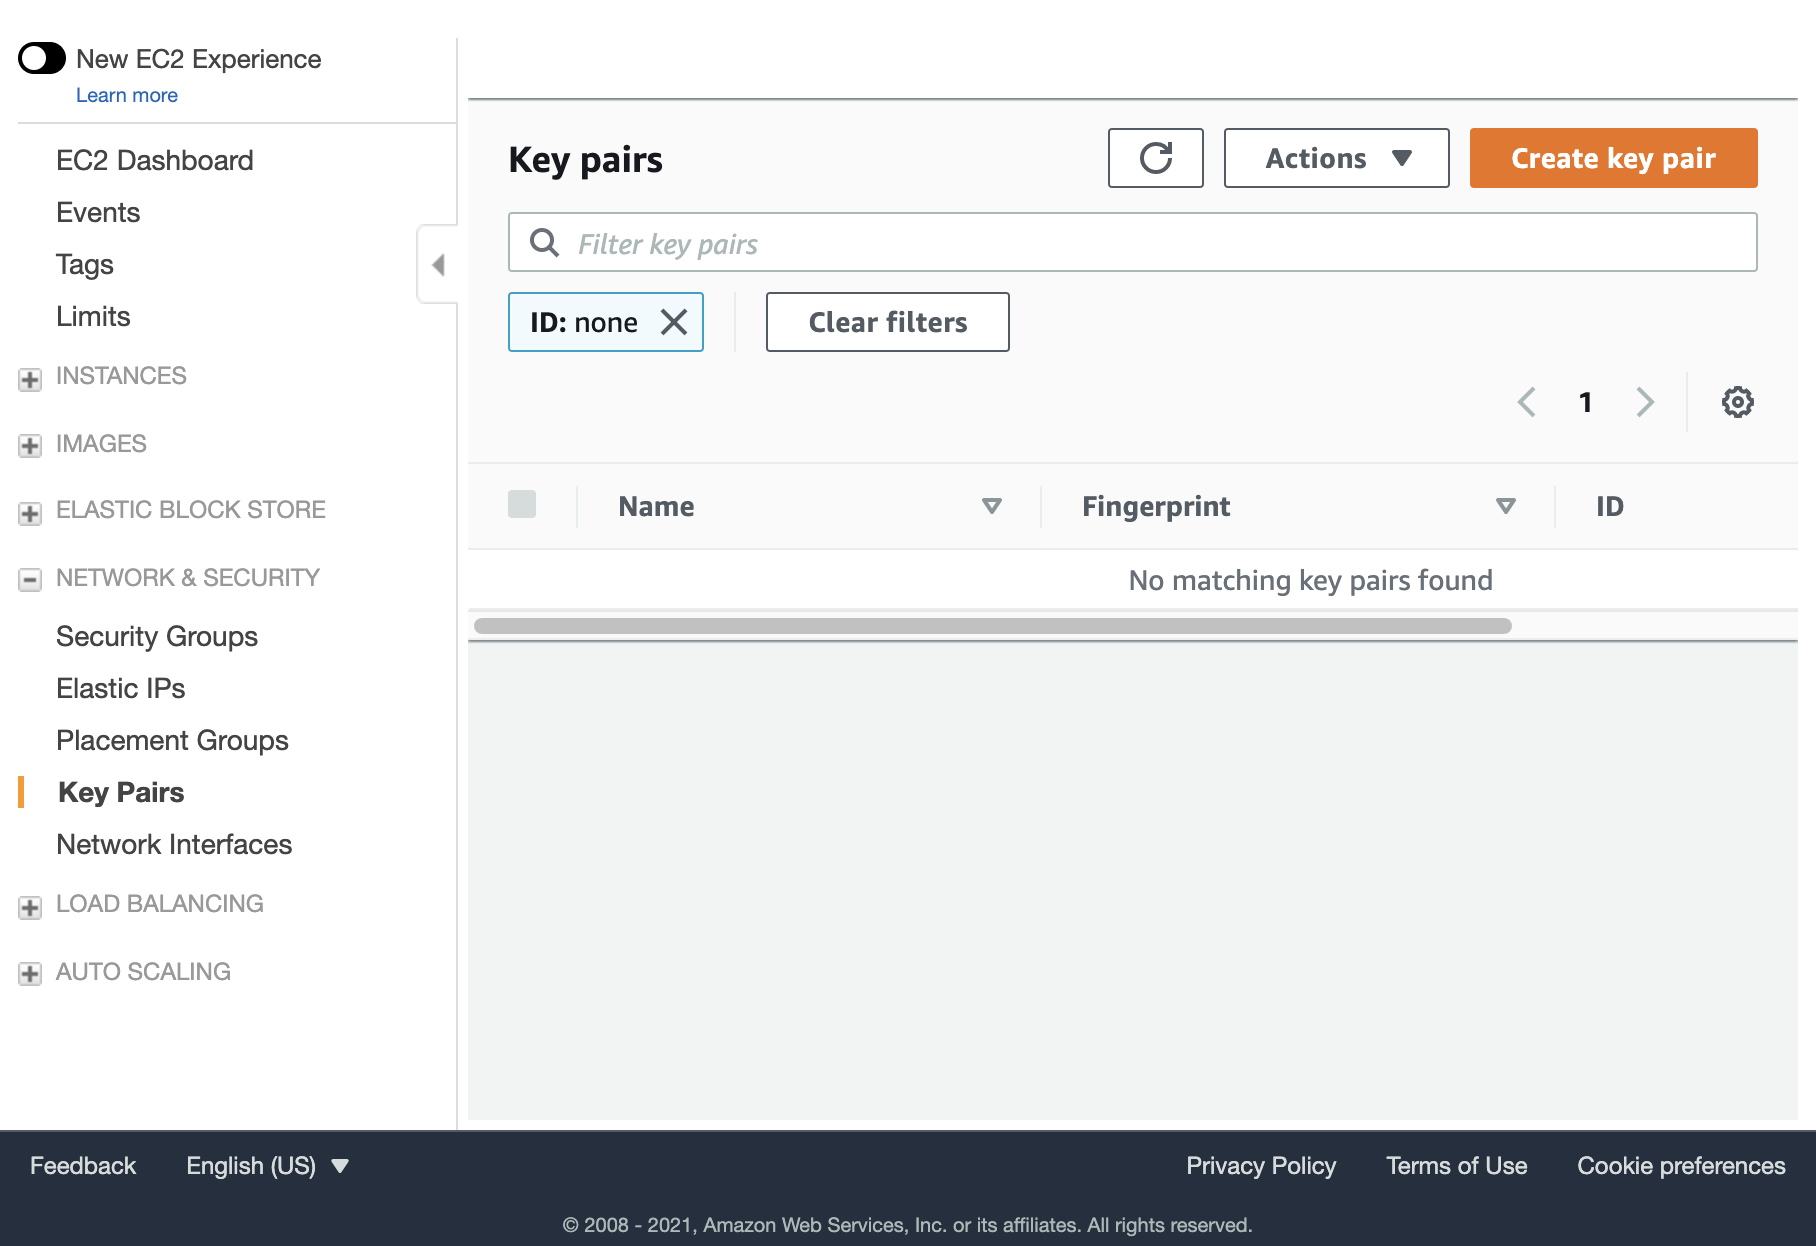 New EC2 Experience
Learn more
EC2 Dashboard
Events
Tags
Limits
INSTANCES
IMAGES
ELASTIC BLOCK STORE
NETWORK & SECURITY
Security Groups
Elastic IPs
Placement Groups
Key Pairs
Network Interfaces
LOAD BALANCING
AUTO SCALING
Key pairs
Actions
Create key pair
Filter key pairs
ID: none
Clear filters
1
Name Fingerprint ID
No matching key pairs found
Feedback English (US) Privacy Policy Terms of Use Cookie preferences
© 2008 - 2021, Amazon Web Services, Inc. or its affiliates. All rights reserved.